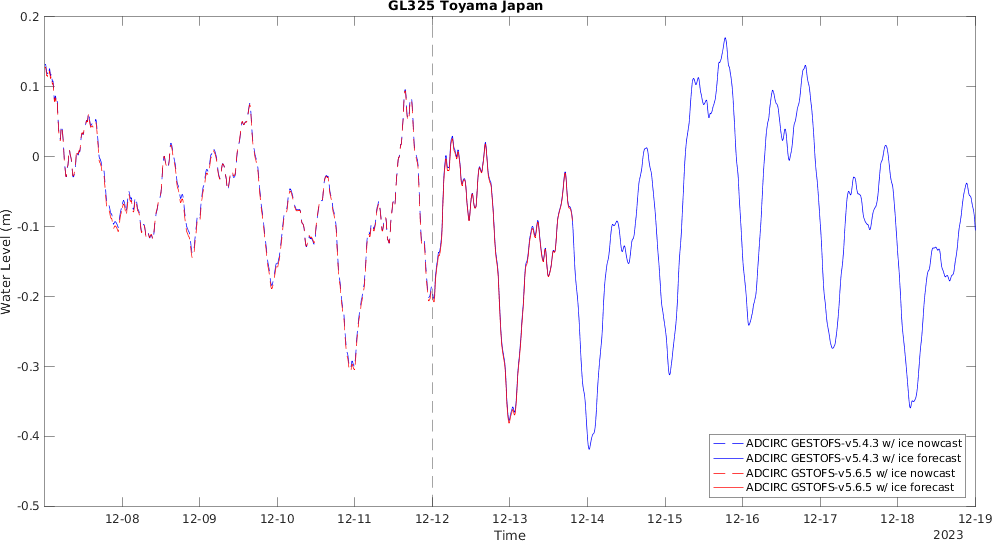 GL325 Toyama Japan
0.2
0.1
0
-0.1
-0.2
-0.3
-0.4
-0.5
Water Level (m)
ADCIRC GESTOFS-v5.4.3 w/ ice nowcast
ADCIRC GESTOFS-v5.4.3 w/ ice forecast
ADCIRC GSTOFS-v5.6.5 w/ ice nowcast
ADCIRC GSTOFS-v5.6.5 w/ ice forecast
12-08 12-09 12-10 12-11 12-12 12-13 12-14 12-15 12-16 12-17 12-18 12-19
Time
2023